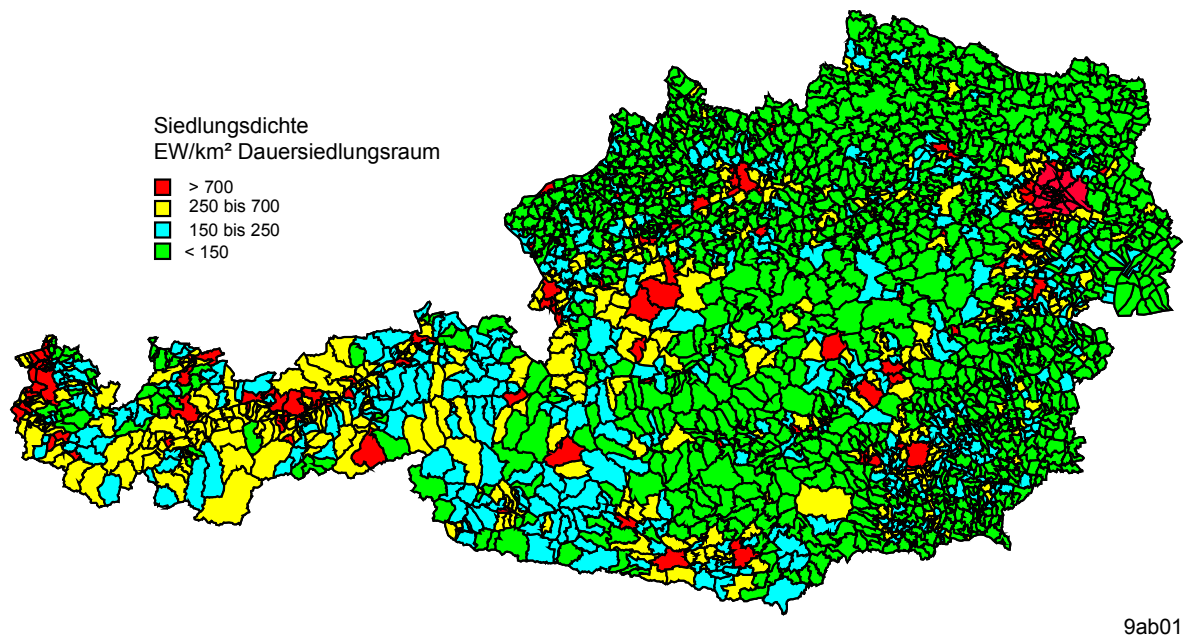 Siedlungsdichte
EW/km² Dauersiedlungsraum
> 700
250 bis 700
150 bis 250
< 150
9ab01